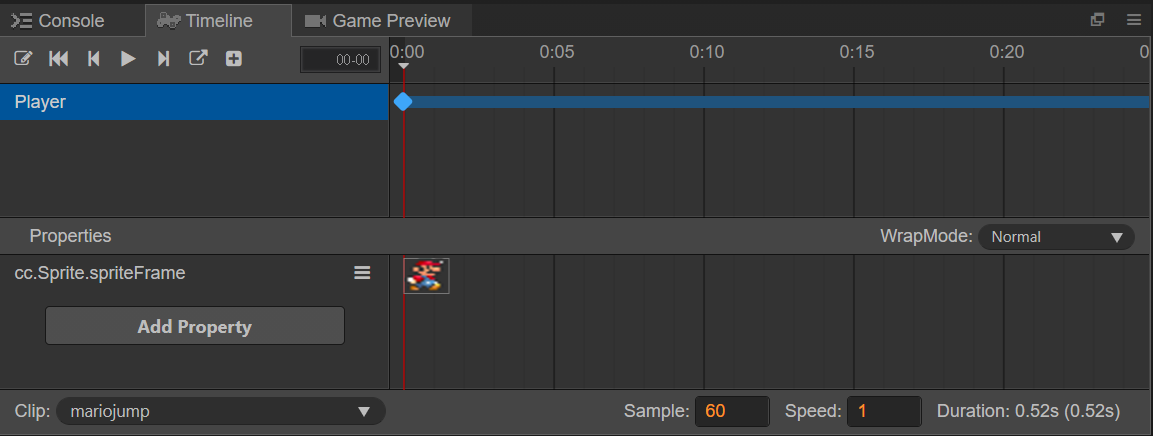 Console Timeline Game Preview
00-00 0:00 0:05 0:10 0:15 0:20 0
Player
Properties WrapMode: Normal
cc.Sprite.spriteFrame
Add Property
Clip: mariojump Sample: 60 Speed: 1 Duration: 0.52s (0.52s)